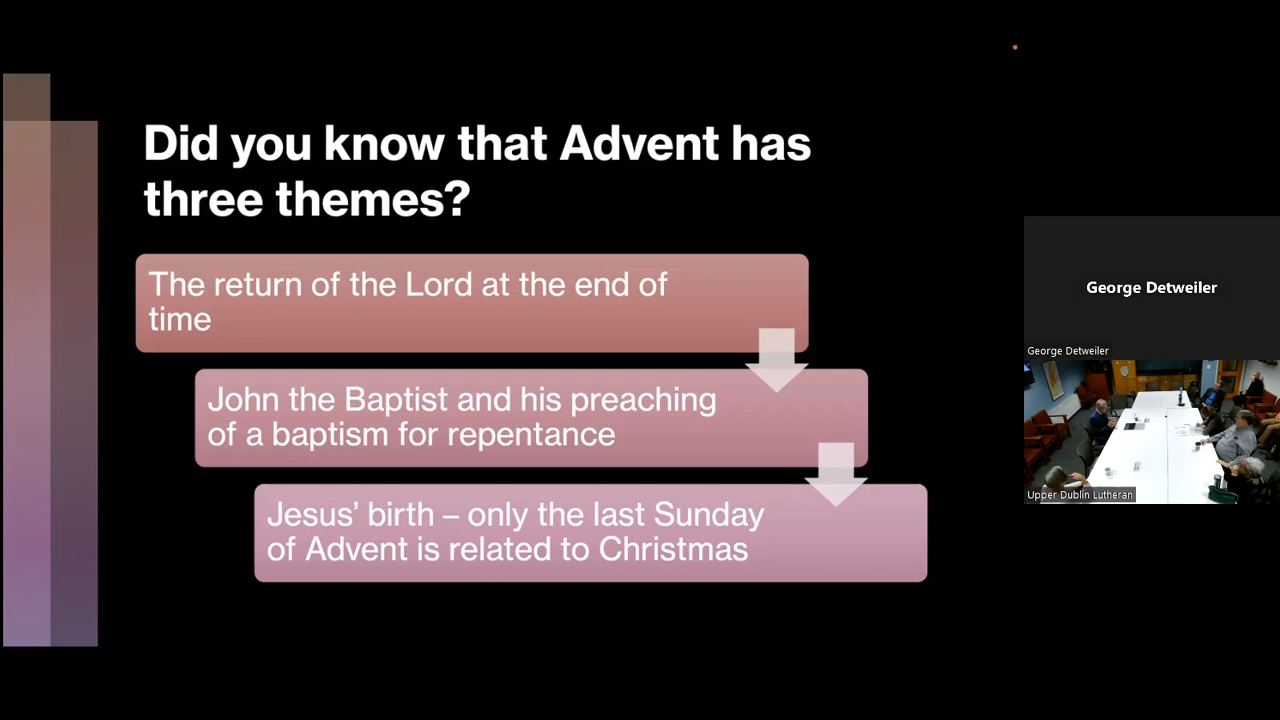 Did you know that Advent has
three themes?
The return of the Lord at the end of
time
John the Baptist and his preaching
of a baptism for repentance
Jesus’ birth – only the last Sunday
of Advent is related to Christmas
George Detweiler
George Detweiler
Upper Dublin Lutheran